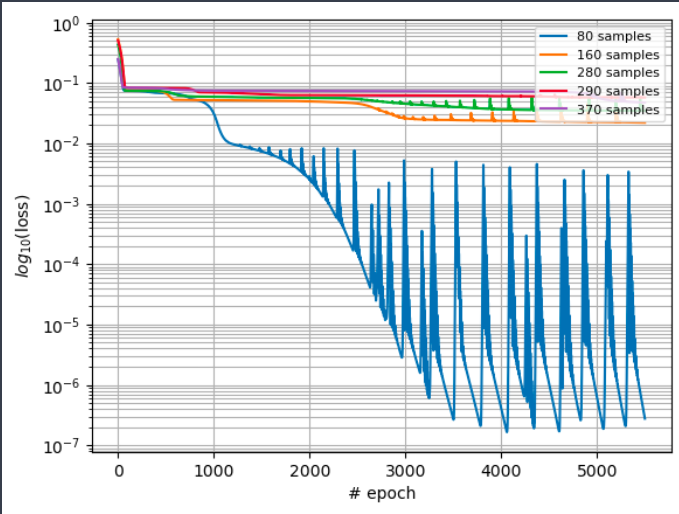 10⁰
10⁻¹
10⁻²
10⁻³
10⁻⁴
10⁻⁵
10⁻⁶
10⁻⁷
log₁₀(loss)
80 samples
160 samples
280 samples
290 samples
370 samples
0 1000 2000 3000 4000 5000
# epoch